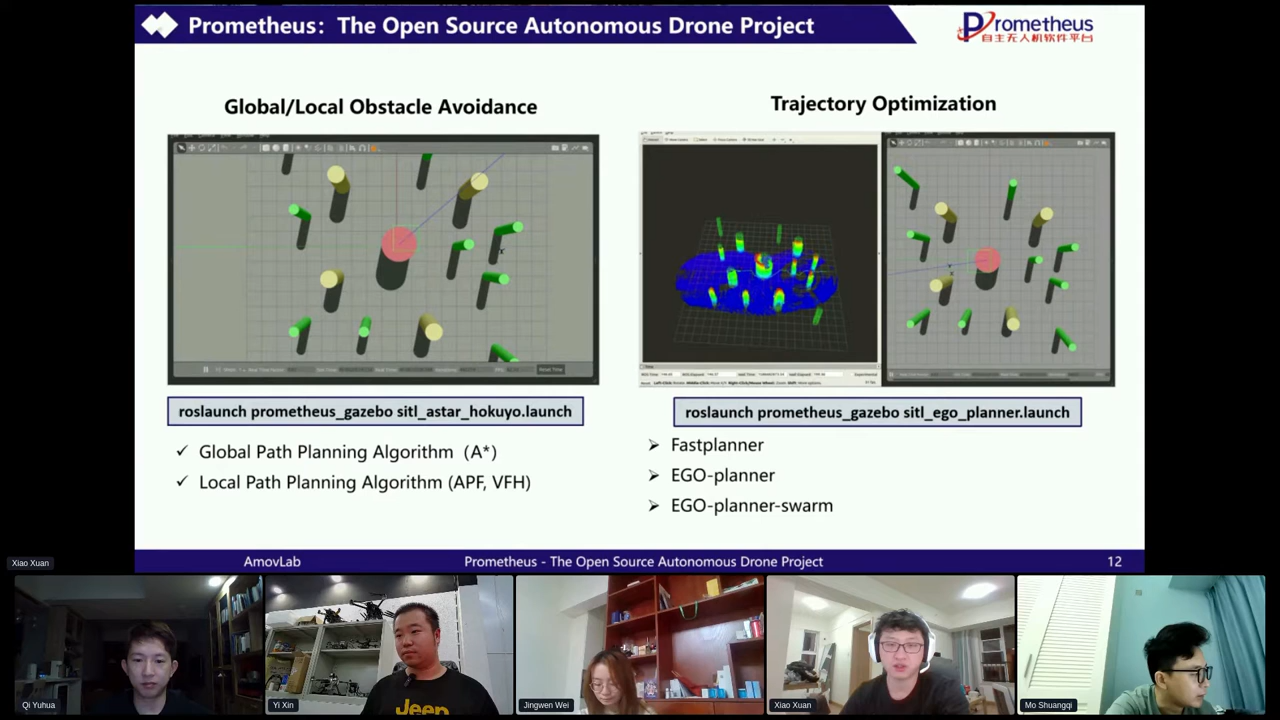 Prometheus: The Open Source Autonomous Drone Project
Prometheus
自主无人机软件平台
Global/Local Obstacle Avoidance
Trajectory Optimization
roslaunch prometheus_gazebo sitl_astar_hokuyo.launch
roslaunch prometheus_gazebo sitl_ego_planner.launch
Global Path Planning Algorithm (A*)
Local Path Planning Algorithm (APF, VFH)
Fastplanner
EGO-planner
EGO-planner-swarm
AmovLab
Prometheus - The Open Source Autonomous Drone Project
12
Xiao Xuan
Jeep
Qi Yuhua
Yi Xin
Jingwen Wei
Xiao Xuan
Mo Shuangqi